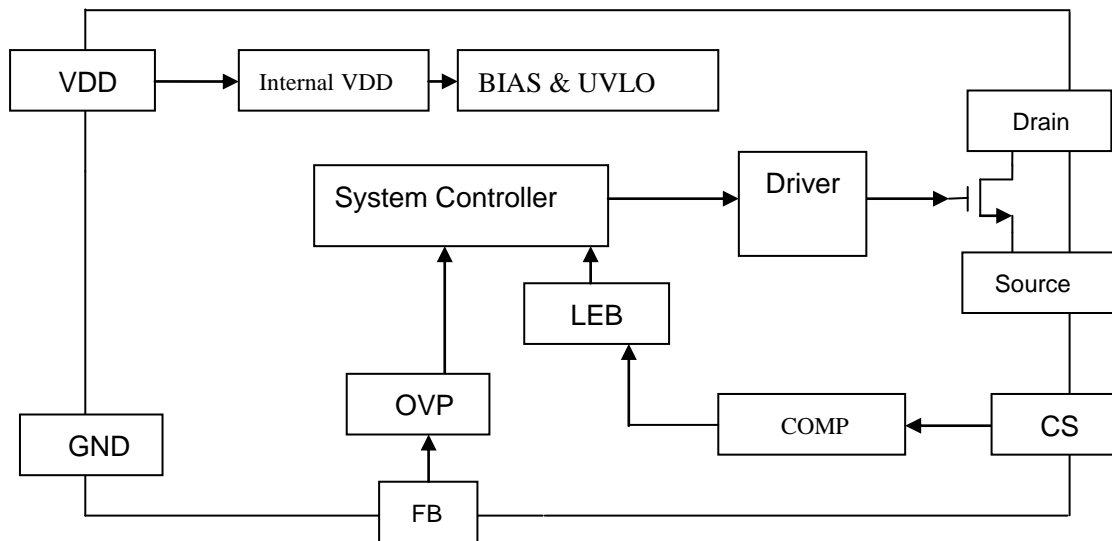 VDD
Internal VDD
BIAS & UVLO
Drain
System Controller
Driver
Source
LEB
OVP
COMP
CS
GND
FB